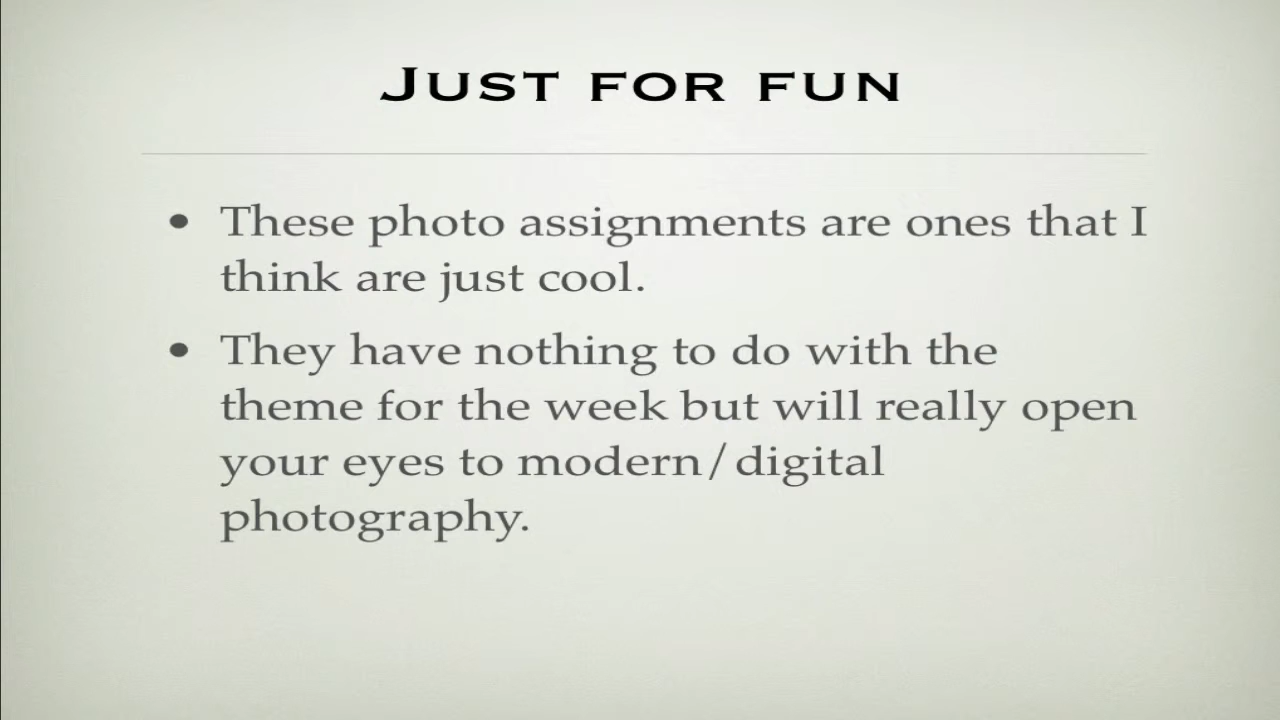 Just for fun
• These photo assignments are ones that I
think are just cool.
• They have nothing to do with the
theme for the week but will really open
your eyes to modern/digital
photography.